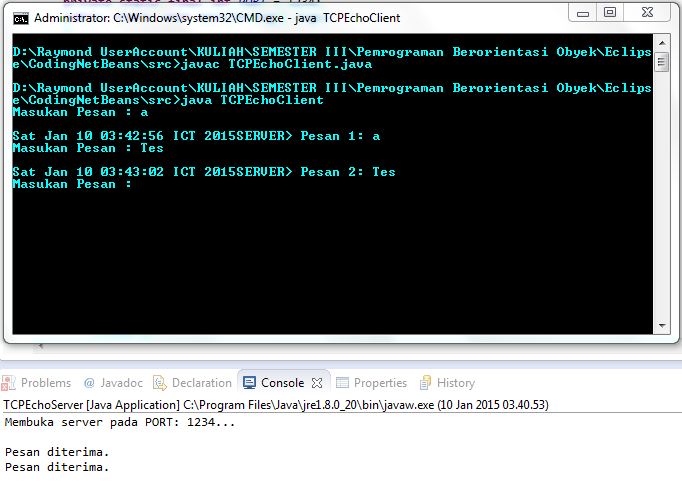 Administrator: C:\Windows\system32\CMD.exe - java  TCPEchoClient
D:\Raymond UserAccount\KULIAH\SEMESTER III\Pemrograman Berorientasi Obyek\Eclips
e\CodingNetBeans\src>javac TCPEchoClient.java
D:\Raymond UserAccount\KULIAH\SEMESTER III\Pemrograman Berorientasi Obyek\Eclips
e\CodingNetBeans\src>java TCPEchoClient
Masukan Pesan : a
Sat Jan 10 03:42:56 ICT 2015SERVER> Pesan 1: a
Masukan Pesan : Tes
Sat Jan 10 03:43:02 ICT 2015SERVER> Pesan 2: Tes
Masukan Pesan :
Problems @ Javadoc Declaration Console Properties History
TCPEchoServer [Java Application] C:\Program Files\Java\jre1.8.0_20\bin\javaw.exe (10 Jan 2015 03.40.53)
Membuka server pada PORT: 1234...
Pesan diterima.
Pesan diterima.